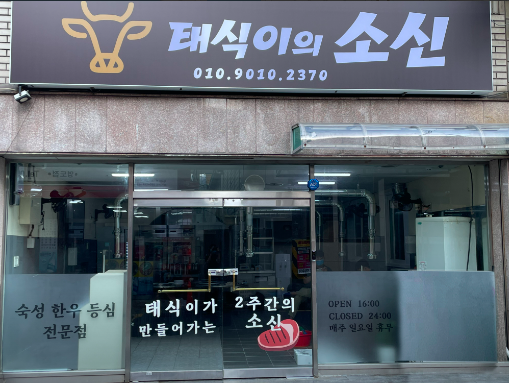 태식이의 소신
010.9010.2370
숙성 한우 등심
전문점
태식이가
만들어가는
2주간의
소신
OPEN 16:00
CLOSED 24:00
매주 일요일 휴무